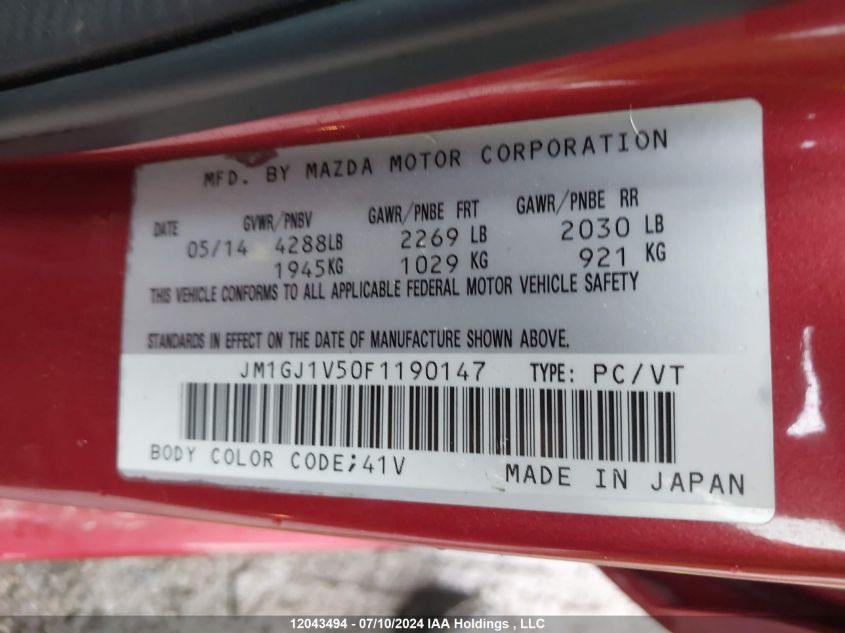 MFD. BY MAZDA MOTOR CORPORATION
DATE GVWR/PNBV GAWR/PNBE FRT GAWR/PNBE RR
05/14 4288LB 2269 LB 2030 LB
1945KG 1029 KG 921 KG
THIS VEHICLE CONFORMS TO ALL APPLICABLE FEDERAL MOTOR VEHICLE SAFETY
STANDARDS IN EFFECT ON THE DATE OF MANUFACTURE SHOWN ABOVE.
JM1GJ1V50F1190147 TYPE: PC/VT
BODY COLOR CODE;41V MADE IN JAPAN
12043494 - 07/10/2024 IAA Holdings , LLC